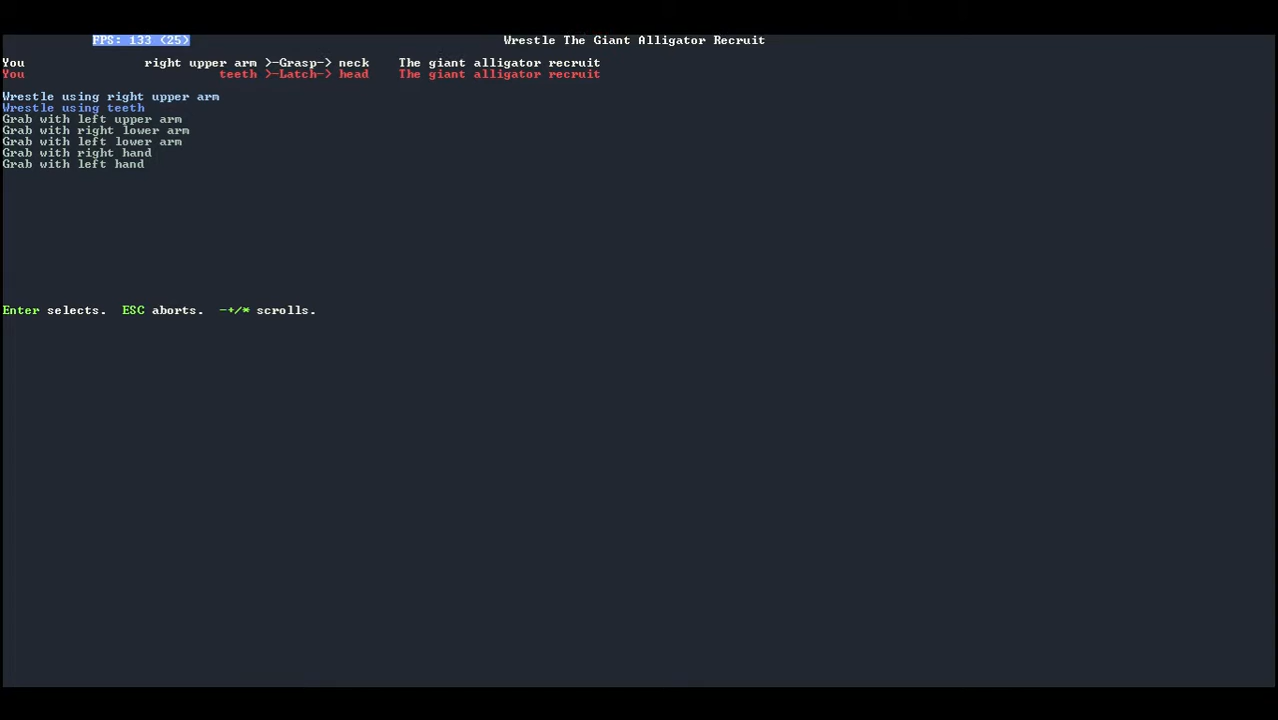 FPS: 133 (25) Wrestle The Giant Alligator Recruit
You right upper arm >-Grasp-> neck The giant alligator recruit
You teeth >-Latch-> head The giant alligator recruit
Wrestle using right upper arm
Wrestle using teeth
Grab with left upper arm
Grab with right lower arm
Grab with left lower arm
Grab with right hand
Grab with left hand
Enter selects. ESC aborts. -+/* scrolls.